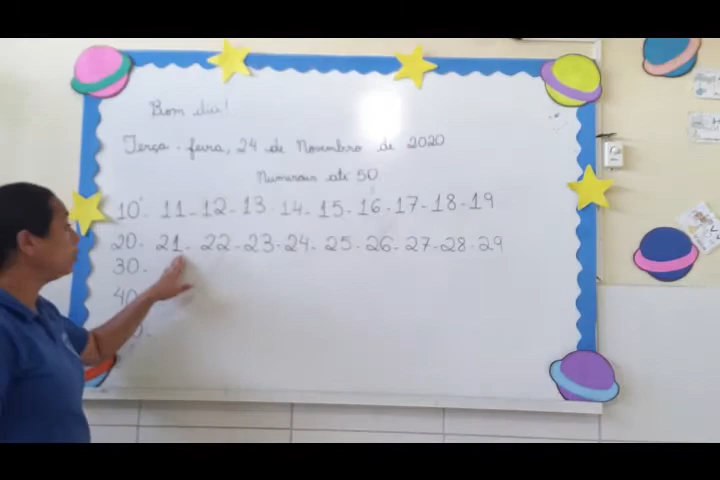 Bom dia!
Terça-feira, 24 de Novembro de 2020
Numerais até 50
10- 11-12-13-14-15-16-17-18-19
20- 21-22-23-24-25-26-27-28-29
30-
40